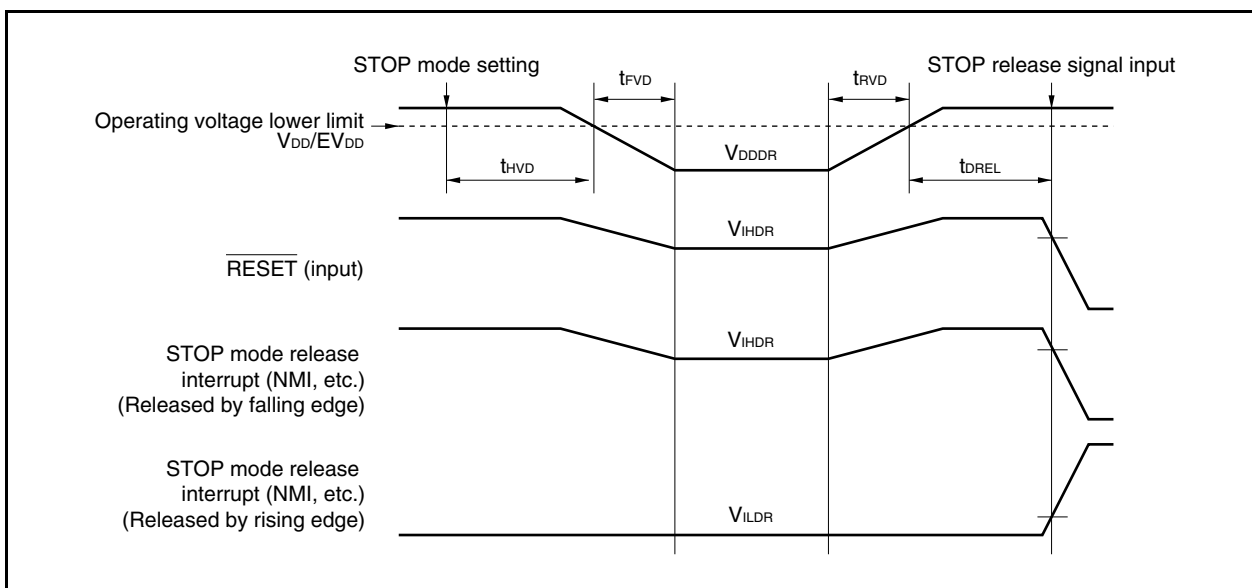 STOP mode setting
tFVD
tRVD
STOP release signal input
Operating voltage lower limit
VDD/EVDD
tHVD
VDDDR
tDREL
VIHDR
RESET (input)
VIHDR
STOP mode release
interrupt (NMI, etc.)
(Released by falling edge)
STOP mode release
interrupt (NMI, etc.)
(Released by rising edge)
VILDR